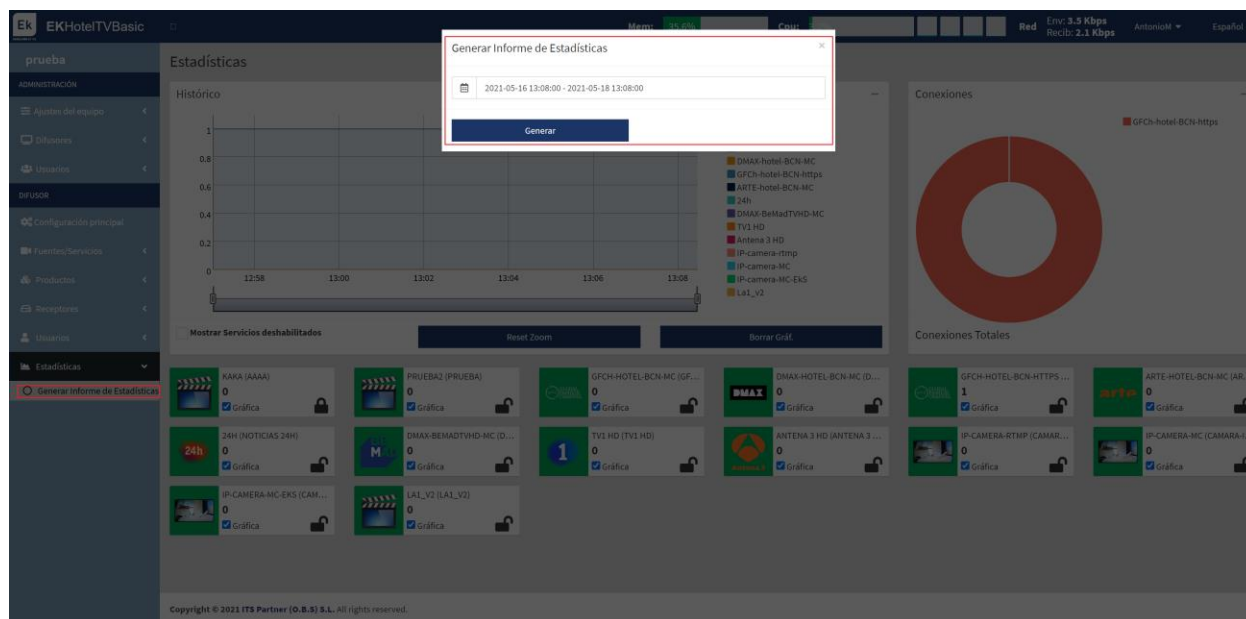 Ek EKHotelTVBasic
Mem: 35.6%
Cpu:
Red
Env: 3.5 Kbps
Recib: 2.1 Kbps
AntonioM
Español
prueba
ADMINISTRACIÓN
Ajustes del equipo
Difusores
Usuarios
DIFUSOR
Configuración principal
Fuentes/Servicios
Productos
Receptores
Usuarios
Estadísticas
Generar Informe de Estadísticas
Generar Informe de Estadísticas ×
2021-05-16 13:08:00 - 2021-05-18 13:08:00
Generar
Estadísticas
Histórico
1
0.8
0.6
0.4
0.2
0
12:58 13:00 13:02 13:04 13:06 13:08
DMAX-hotel-BCN-MC
GFCh-hotel-BCN-https
ARTE-hotel-BCN-MC
24h
DMAX-BeMadTVHD-MC
TV1 HD
Antena 3 HD
IP-camera-rtmp
IP-camera-MC
IP-camera-MC-EkS
La1_v2
Mostrar Servicios deshabilitados
Reset Zoom
Borrar Gráf.
Conexiones
GFCh-hotel-BCN-https
Conexiones Totales
KAKA (AAAA)
0
Gráfica
PRUEBA2 (PRUEBA)
0
Gráfica
GFCH-HOTEL-BCN-MC (GF...
0
Gráfica
DMAX
DMAX-HOTEL-BCN-MC (D...
0
Gráfica
GFCH-HOTEL-BCN-HTTPS ...
1
Gráfica
arte
ARTE-HOTEL-BCN-MC (AR.
0
Gráfica
24h
24H (NOTICIAS 24H)
0
Gráfica
DMAX-BEMADTVHD-MC (D...
0
Gráfica
1
TV1 HD (TV1 HD)
0
Gráfica
ANTENA 3 HD (ANTENA 3 ...
0
Gráfica
IP-CAMERA-RTMP (CAMAR...
0
Gráfica
IP-CAMERA-MC (CAMARA-I.
0
Gráfica
IP-CAMERA-MC-EKS (CAM...
0
Gráfica
LA1_V2 (LA1_V2)
0
Gráfica
Copyright © 2021 ITS Partner (O.B.S) S.L. All rights reserved.